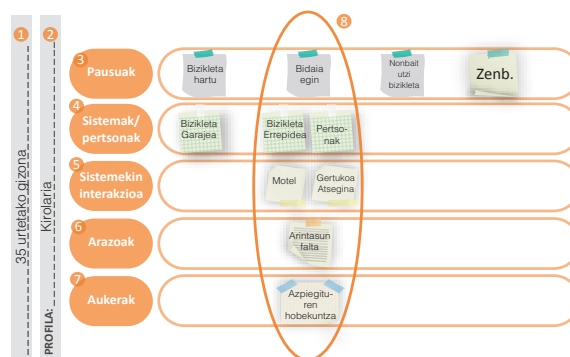 1
2
8
35 urtetako gizona
PROFILA: Kirolaria
3
Pausuak
Bizikleta
hartu
Bidaia
egin
Nonbait
utzi
bizikleta
Zenb.
4
Sistemak/
pertsonak
Bizikleta
Garajea
Bizikleta
Errepidea
Pertso-
nak
5
Sistemekin
interakzioa
Motel
Gertukoa
Atsegina
6
Arazoak
Arintasun
falta
7
Aukerak
Azpiegitu-
ren
hobekuntza